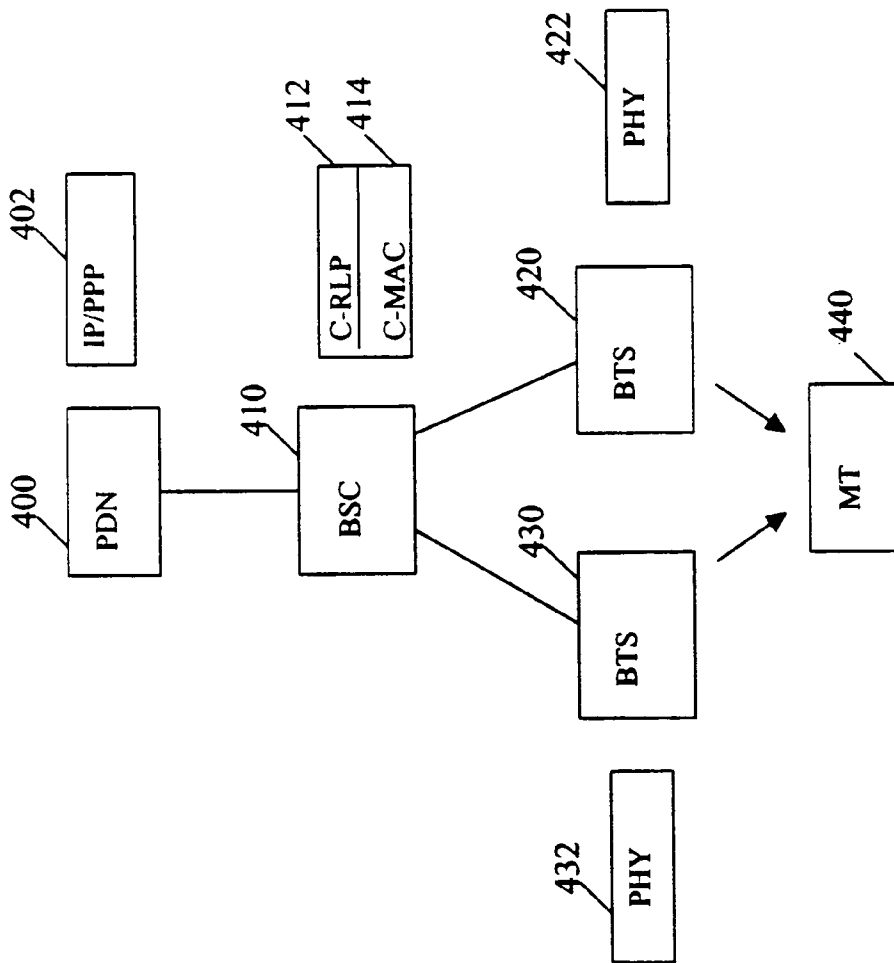 400
402
PDN
IP/PPP
410
412
414
BSC
C-RLP
C-MAC
430
420
422
432
BTS
BTS
PHY
PHY
440
MT